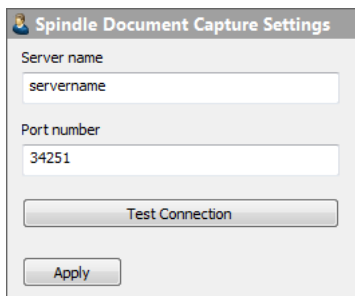 Spindle Document Capture Settings
Server name
servername
Port number
34251
Test Connection
Apply